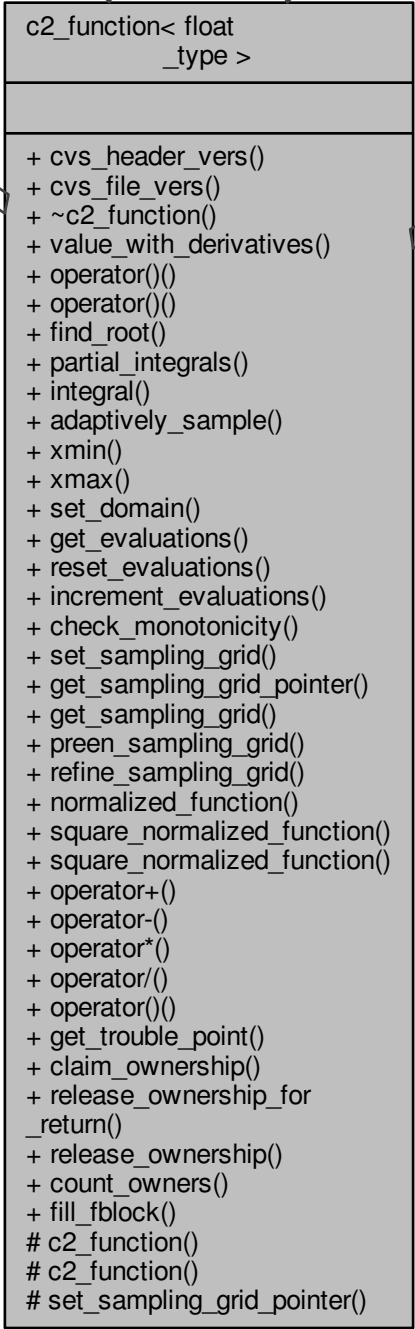 c2_function< float
_type >
+ cvs_header_vers()
+ cvs_file_vers()
+ ~c2_function()
+ value_with_derivatives()
+ operator()()
+ operator()()
+ find_root()
+ partial_integrals()
+ integral()
+ adaptively_sample()
+ xmin()
+ xmax()
+ set_domain()
+ get_evaluations()
+ reset_evaluations()
+ increment_evaluations()
+ check_monotonicity()
+ set_sampling_grid()
+ get_sampling_grid_pointer()
+ get_sampling_grid()
+ preen_sampling_grid()
+ refine_sampling_grid()
+ normalized_function()
+ square_normalized_function()
+ square_normalized_function()
+ operator+()
+ operator-()
+ operator*()
+ operator/()
+ operator()()
+ get_trouble_point()
+ claim_ownership()
+ release_ownership_for
_return()
+ release_ownership()
+ count_owners()
+ fill_fblock()
# c2_function()
# c2_function()
# set_sampling_grid_pointer()